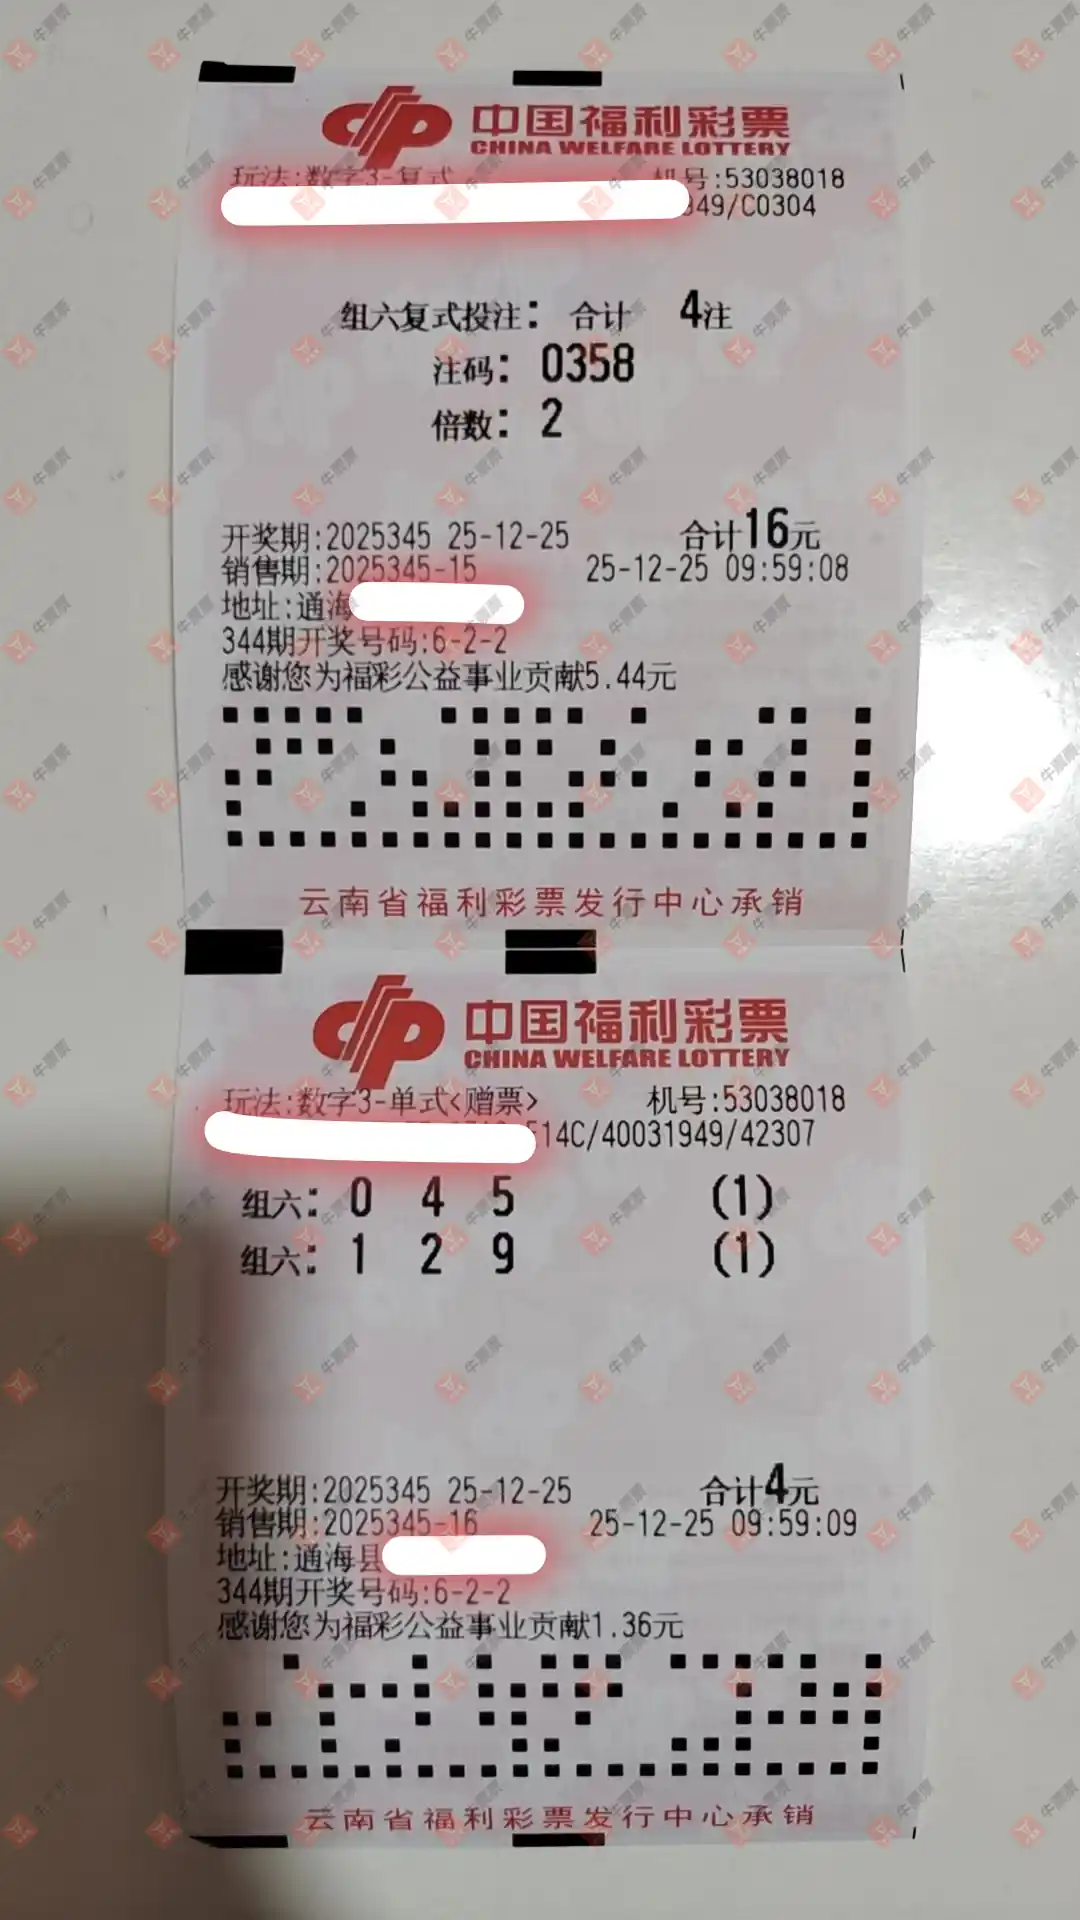 中国福利彩票
CHINA WELFARE LOTTERY
玩法:数字3-复式 机号:53038018
949/C0304
组六复式投注: 合计 4注
注码: 0358
倍数: 2
开奖期:2025345 25-12-25 合计16元
销售期:2025345-15 25-12-25 09:59:08
地址:通海
344期开奖号码:6-2-2
感谢您为福彩公益事业贡献5.44元
云南省福利彩票发行中心承销
中国福利彩票
CHINA WELFARE LOTTERY
玩法:数字3-单式<赠票> 机号:53038018
14C/40031949/42307
组六: 0 4 5 (1)
组六: 1 2 9 (1)
开奖期:2025345 25-12-25 合计4元
销售期:2025345-16 25-12-25 09:59:09
地址:通海县
344期开奖号码:6-2-2
感谢您为福彩公益事业贡献1.36元
云南省福利彩票发行中心承销